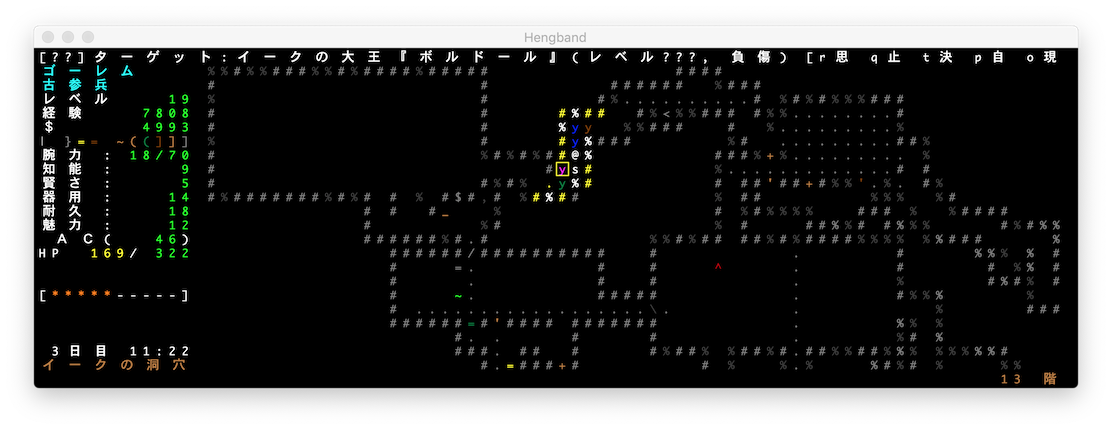 Hengband
[??]ターゲット:イークの大王『ボルドール』(レベル???, 負傷) [r思 q止 t決 p自 o現
ゴーレム
古参兵
レベル 19
経験 7808
$ 4993
腕力 : 18/70
知能 : 9
賢さ : 5
器用 : 14
耐久 : 18
魅力 : 12
AC( 46)
HP 169/ 322
[*****-----]
3日目 11:22
イークの洞穴
13 階